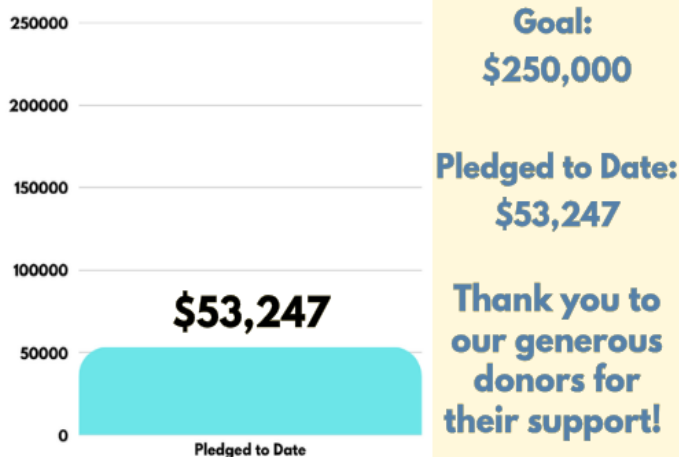 250000
200000
150000
100000
50000
0
$53,247
Pledged to Date
Goal:
$250,000
Pledged to Date:
$53,247
Thank you to
our generous
donors for
their support!